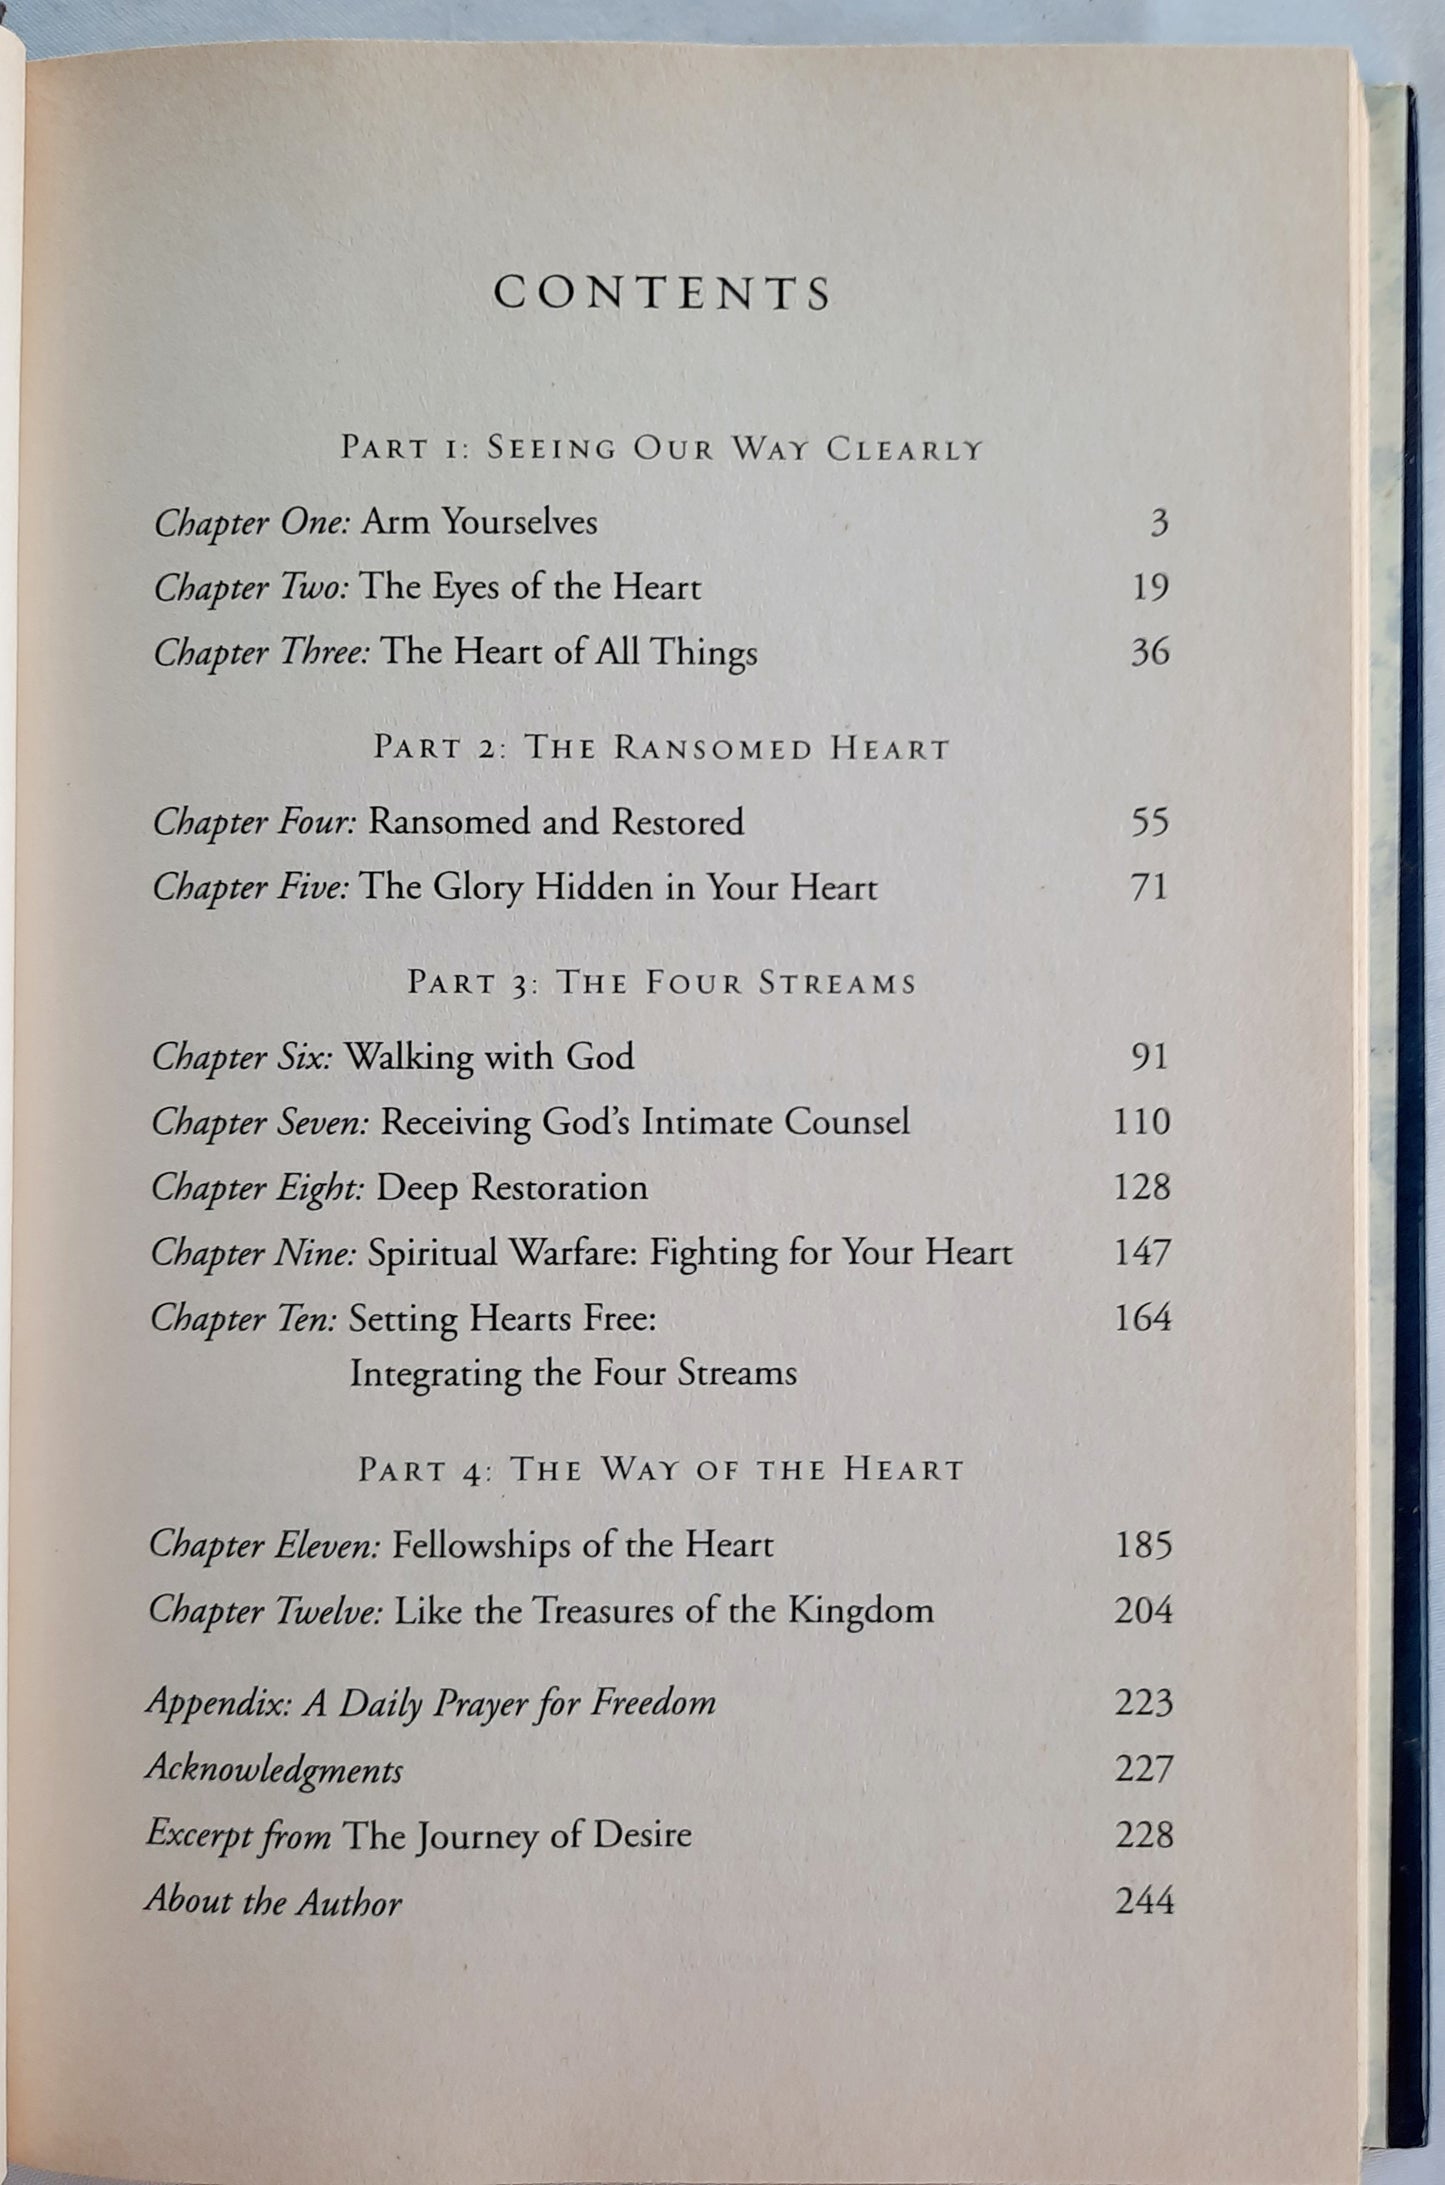 CONTENTS
PART 1: SEEING OUR WAY CLEARLY
Chapter One: Arm Yourselves 3
Chapter Two: The Eyes of the Heart 19
Chapter Three: The Heart of All Things 36
PART 2: THE RANSOMED HEART
Chapter Four: Ransomed and Restored 55
Chapter Five: The Glory Hidden in Your Heart 71
PART 3: THE FOUR STREAMS
Chapter Six: Walking with God 91
Chapter Seven: Receiving God's Intimate Counsel 110
Chapter Eight: Deep Restoration 128
Chapter Nine: Spiritual Warfare: Fighting for Your Heart 147
Chapter Ten: Setting Hearts Free: 164
Integrating the Four Streams
PART 4: THE WAY OF THE HEART
Chapter Eleven: Fellowships of the Heart 185
Chapter Twelve: Like the Treasures of the Kingdom 204
Appendix: A Daily Prayer for Freedom 223
Acknowledgments 227
Excerpt from The Journey of Desire 228
About the Author 244